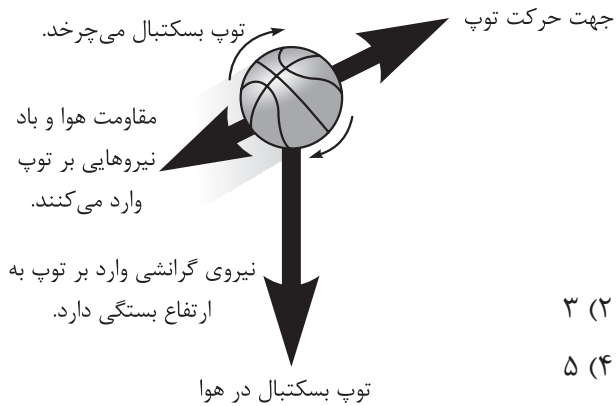 جهت حرکت توپ
توپ بسکتبال می‌چرخد.
مقاومت هوا و باد
نیروهایی بر توپ
وارد می‌کنند.
نیروی گرانشی وارد بر توپ به
ارتفاع بستگی دارد.
۲) ۳
۴) ۵
توپ بسکتبال در هوا